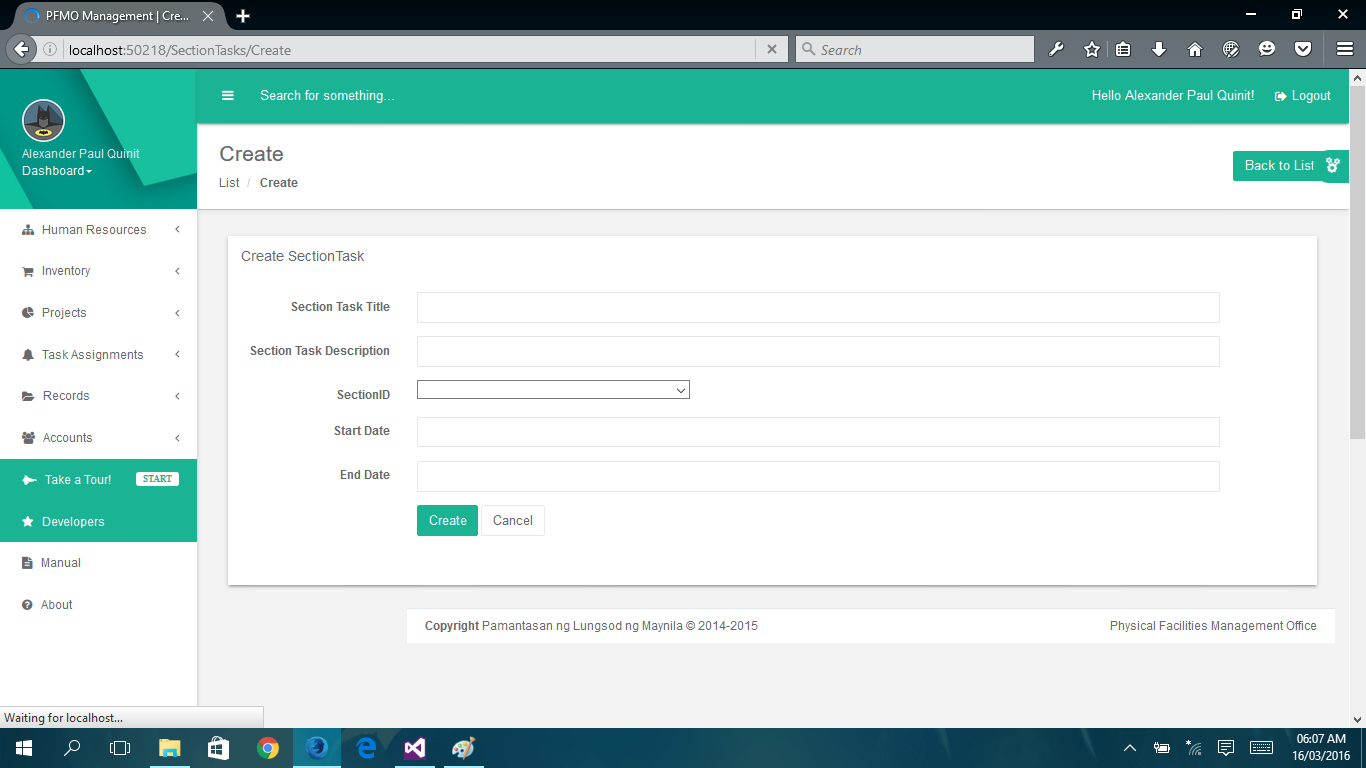 PFMO Management | Cre...
localhost:50218/SectionTasks/Create
Search
Search for something...
Hello Alexander Paul Quinit!
Logout
Alexander Paul Quinit
Dashboard
Create
List / Create
Back to List
Human Resources
Inventory
Projects
Task Assignments
Records
Accounts
Take a Tour!
START
Developers
Manual
About
Create SectionTask
Section Task Title
Section Task Description
SectionID
Start Date
End Date
Create
Cancel
Copyright Pamantasan ng Lungsod ng Maynila © 2014-2015
Physical Facilities Management Office
Waiting for localhost...
06:07 AM
16/03/2016